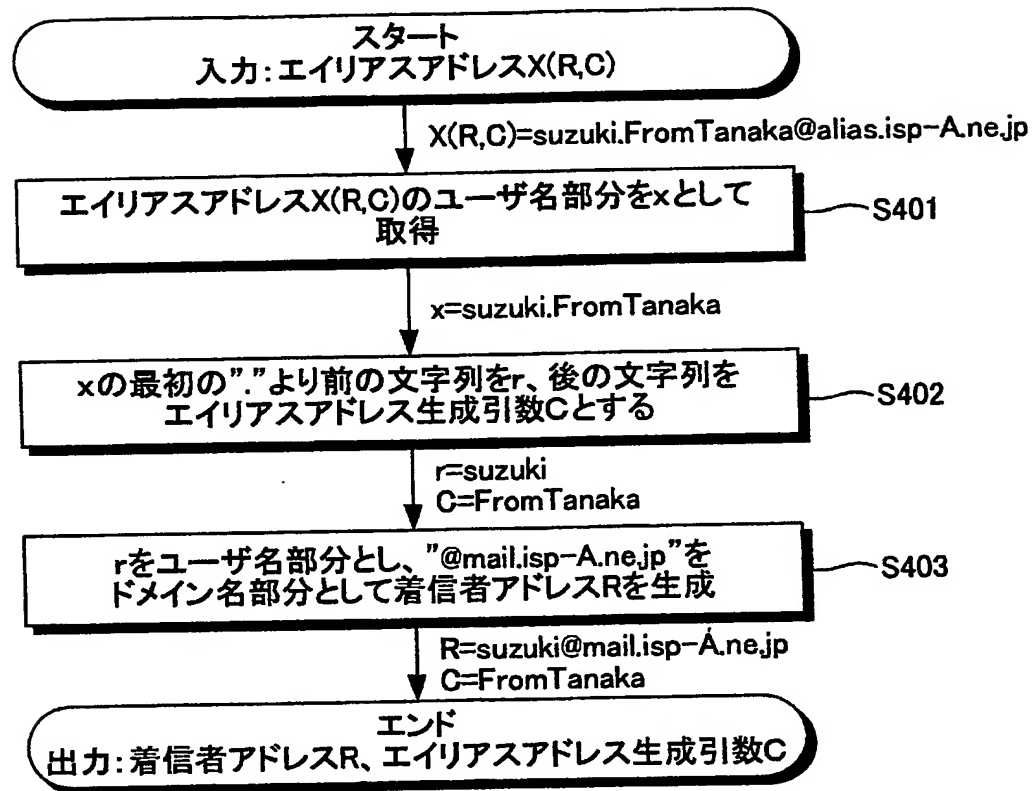 スタート
入力:エイリアスアドレスX(R,C)
X(R,C)=suzuki.FromTanaka@alias.isp-A.ne.jp
エイリアスアドレスX(R,C)のユーザ名部分をxとして
取得
S401
x=suzuki.FromTanaka
xの最初の"."より前の文字列をr、後の文字列を
エイリアスアドレス生成引数Cとする
S402
r=suzuki
C=FromTanaka
rをユーザ名部分とし、"@mail.isp-A.ne.jp"を
ドメイン名部分として着信者アドレスRを生成
S403
R=suzuki@mail.isp-A.ne.jp
C=FromTanaka
エンド
出力:着信者アドレスR、エイリアスアドレス生成引数C